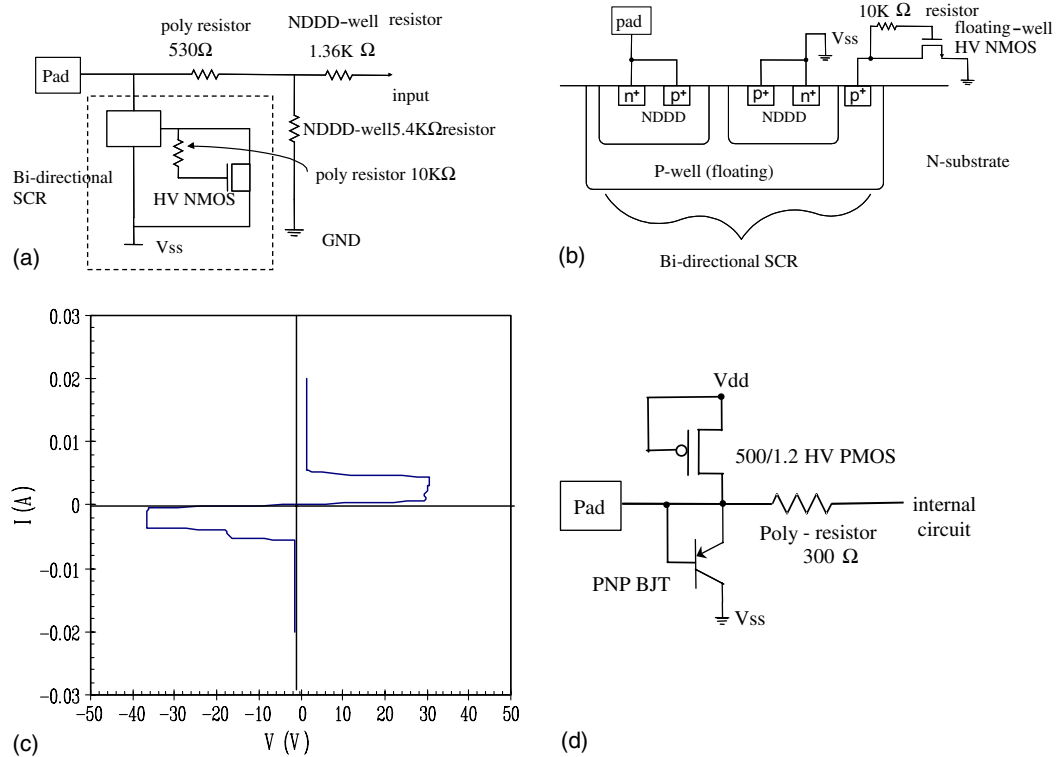 poly resistor
530Ω
NDDD-well resistor
1.36K Ω
Pad
input
NDDD-well5.4KΩresistor
poly resistor 10KΩ
Bi-directional
SCR
HV NMOS
Vss
GND
(a)
pad
Vss
10K Ω resistor
floating-well
HV NMOS
n+
p+
p+
n+
p+
NDDD
NDDD
P-well (floating)
N-substrate
Bi-directional SCR
(b)
0.03
0.02
0.01
0
-0.01
-0.02
-0.03
I (A)
-50 -40 -30 -20 -10 0 10 20 30 40 50
V (V)
(c)
Vdd
500/1.2 HV PMOS
Pad
internal
circuit
Poly - resistor
300 Ω
PNP BJT
Vss
(d)